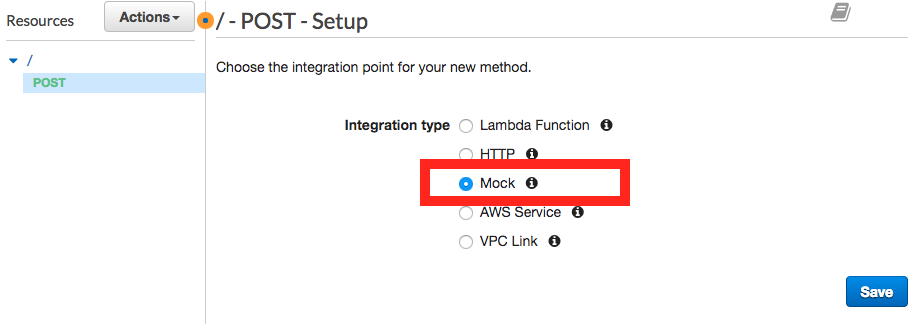 Resources
Actions
/ - POST - Setup
/
POST
Choose the integration point for your new method.
Integration type
Lambda Function
HTTP
Mock
AWS Service
VPC Link
Save